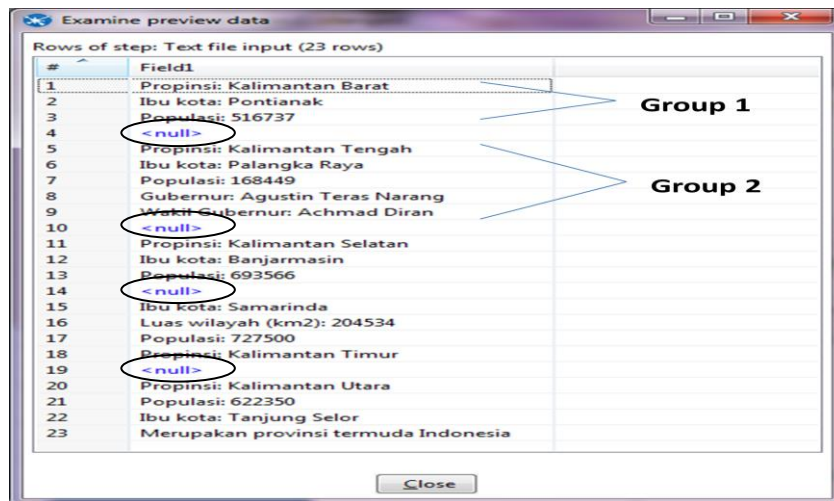 Examine preview data
Rows of step: Text file input (23 rows)
# Field1
1 Propinsi: Kalimantan Barat
2 Ibu kota: Pontianak
3 Populasi: 516737
4 <null>
5 Propinsi: Kalimantan Tengah
6 Ibu kota: Palangka Raya
7 Populasi: 168449
8 Gubernur: Agustin Teras Narang
9 Wakil Gubernur: Achmad Diran
10 <null>
11 Propinsi: Kalimantan Selatan
12 Ibu kota: Banjarmasin
13 Populasi: 693566
14 <null>
15 Ibu kota: Samarinda
16 Luas wilayah (km2): 204534
17 Populasi: 727500
18 Propinsi: Kalimantan Timur
19 <null>
20 Propinsi: Kalimantan Utara
21 Populasi: 622350
22 Ibu kota: Tanjung Selor
23 Merupakan provinsi termuda Indonesia
Group 1
Group 2
Close